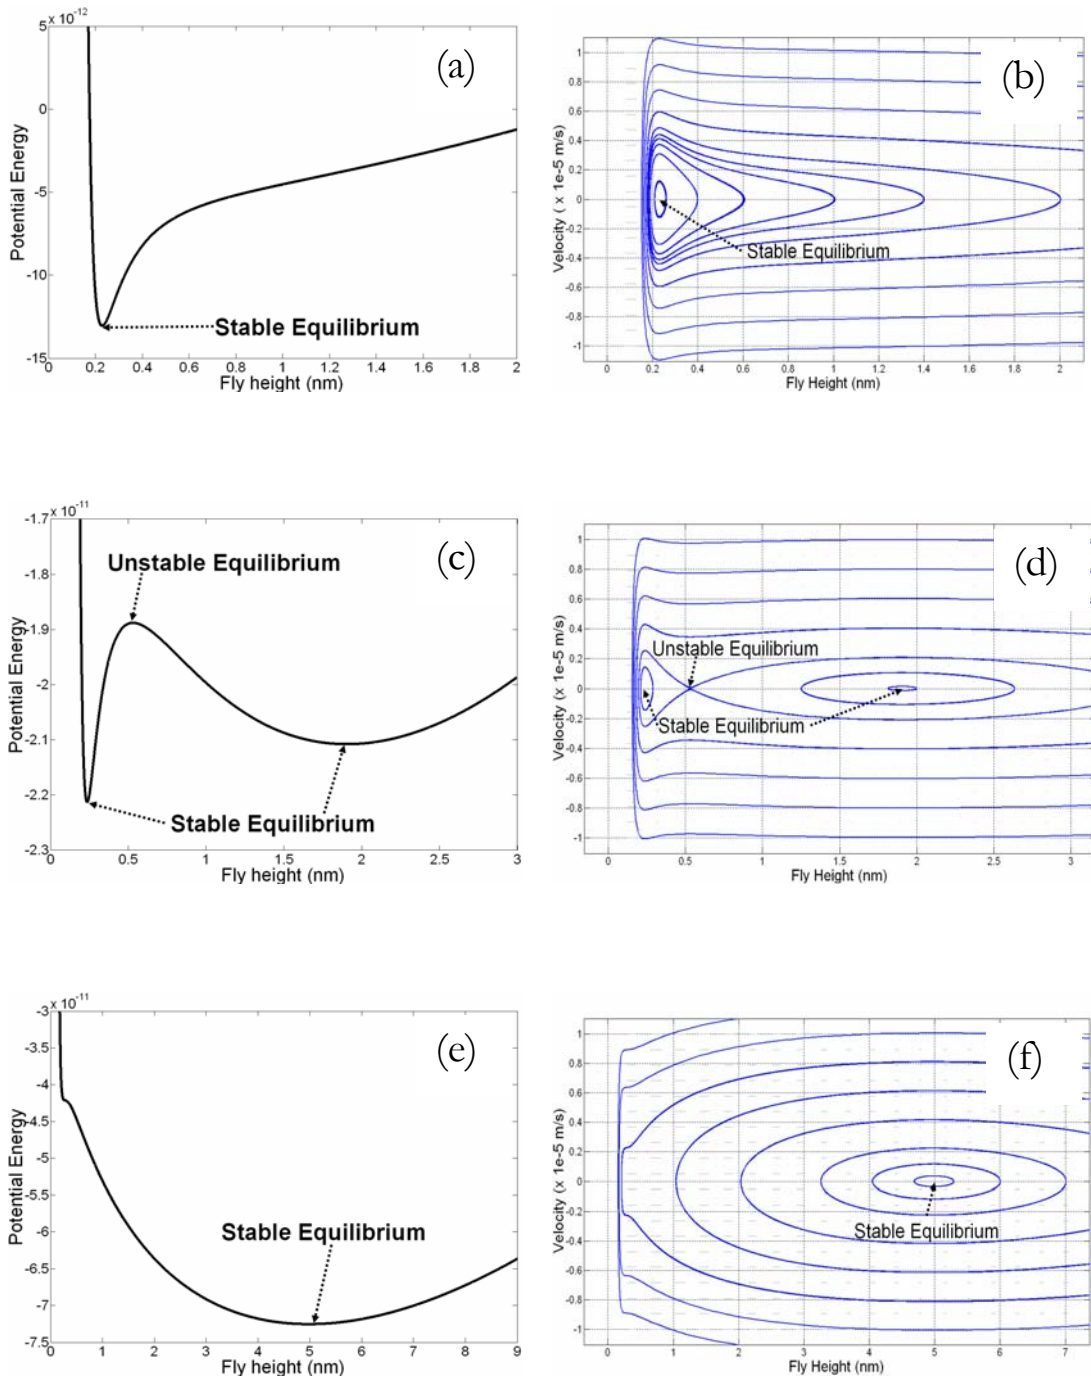 x 10^-12
(a)
5
0
-5
-10
-15
Potential Energy
Stable Equilibrium
0 0.2 0.4 0.6 0.8 1 1.2 1.4 1.6 1.8 2
Fly height (nm)
(b)
1
0.8
0.6
0.4
0.2
0
-0.2
-0.4
-0.6
-0.8
-1
Velocity ( x 1e-5 m/s)
Stable Equilibrium
0 0.2 0.4 0.6 0.8 1 1.2 1.4 1.6 1.8 2
Fly Height (nm)
x 10^-11
(c)
-1.7
-1.8
-1.9
-2
-2.1
-2.2
-2.3
Potential Energy
Unstable Equilibrium
Stable Equilibrium
0 0.5 1 1.5 2 2.5 3
Fly height (nm)
(d)
1
0.8
0.6
0.4
0.2
0
-0.2
-0.4
-0.6
-0.8
-1
Velocity (x 1e-5 m/s)
Unstable Equilibrium
Stable Equilibrium
0 0.5 1 1.5 2 2.5 3
Fly Height (nm)
x 10^-11
(e)
-3
-3.5
-4
-4.5
-5
-5.5
-6
-6.5
-7
-7.5
Potential Energy
Stable Equilibrium
0 1 2 3 4 5 6 7 8 9
Fly height (nm)
(f)
1
0.8
0.6
0.4
0.2
0
-0.2
-0.4
-0.6
-0.8
-1
Velocity (x 1e-5 m/s)
Stable Equilibrium
0 1 2 3 4 5 6 7
Fly Height (nm)